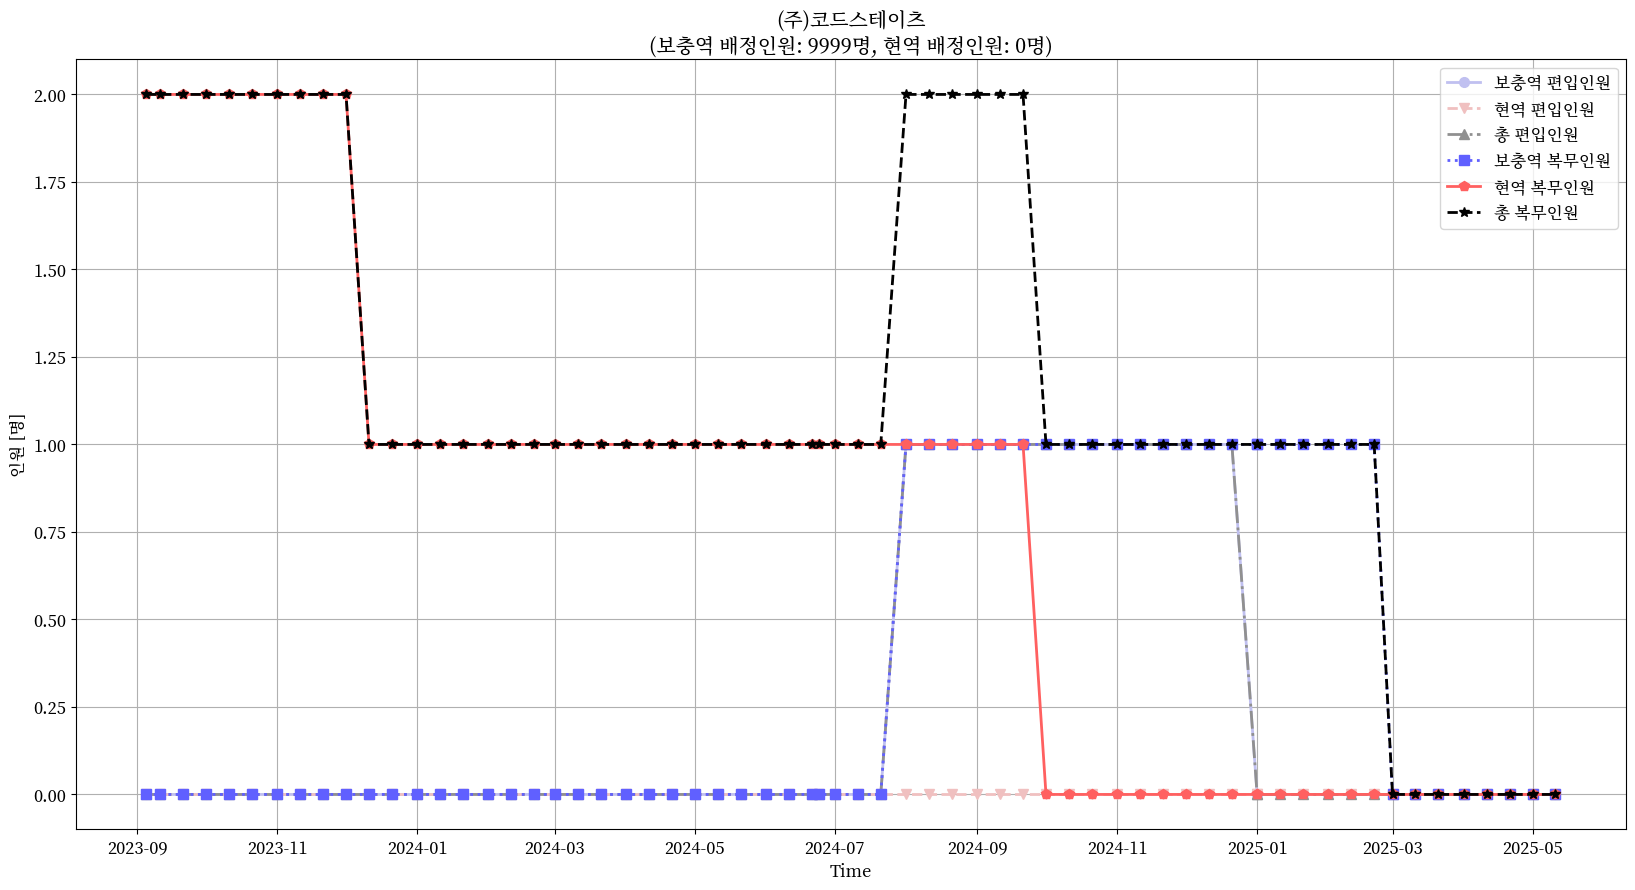 (주)코드스테이츠
(보충역 배정인원: 9999명, 현역 배정인원: 0명)
보충역 편입인원
현역 편입인원
총 편입인원
보충역 복무인원
현역 복무인원
총 복무인원
인원 [명]
2.00
1.75
1.50
1.25
1.00
0.75
0.50
0.25
0.00
2023-09
2023-11
2024-01
2024-03
2024-05
2024-07
2024-09
2024-11
2025-01
2025-03
2025-05
Time